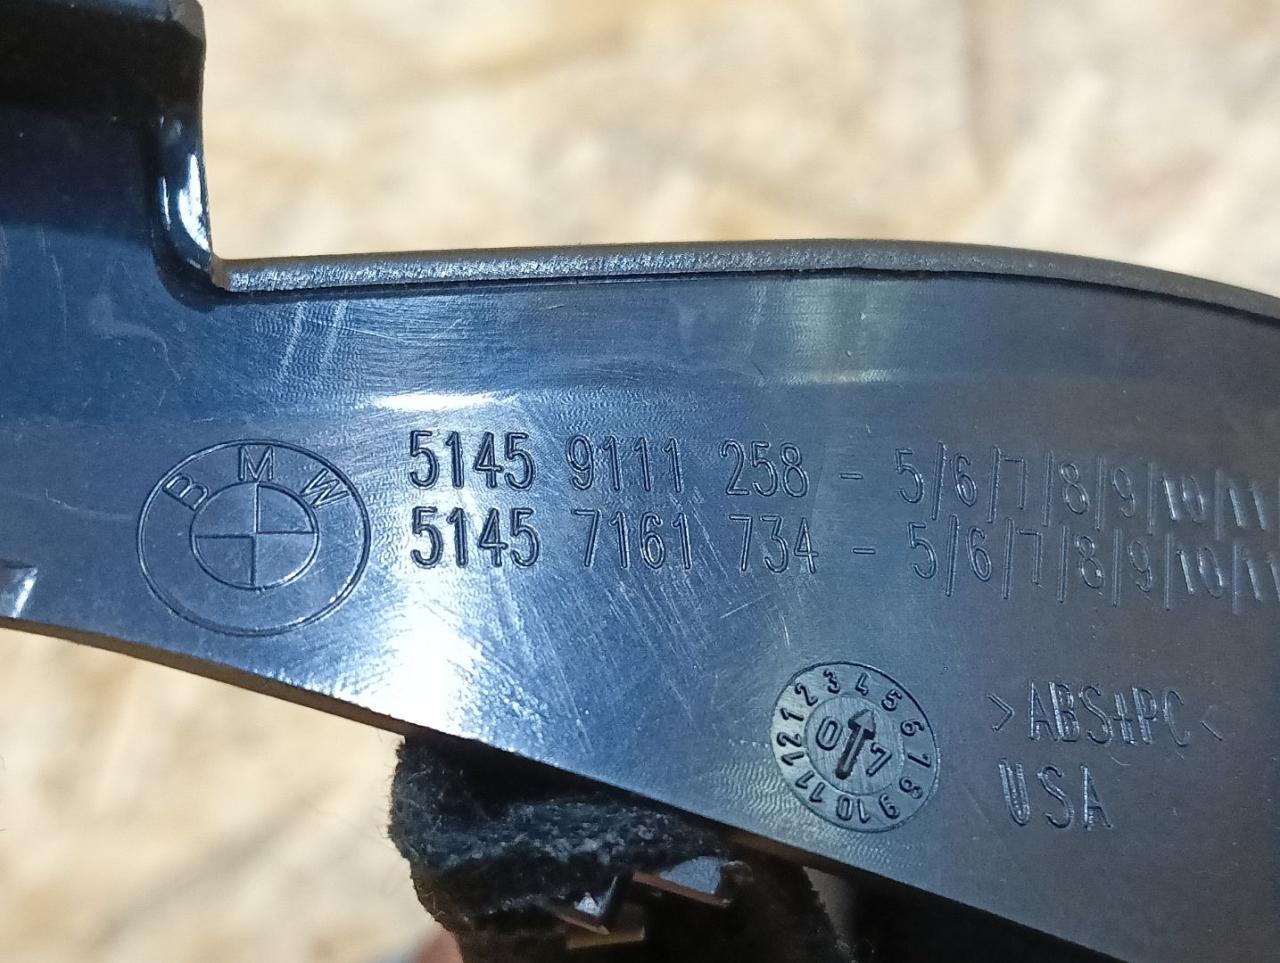 BMW
5145 9111 258 - 5/6/7/8/9/10/11
5145 7161 734 - 5/6/7/8/9/10/11
1 2 3 4 5 6 7 8 9 10 11 12
07
>ABS+PC<
USA